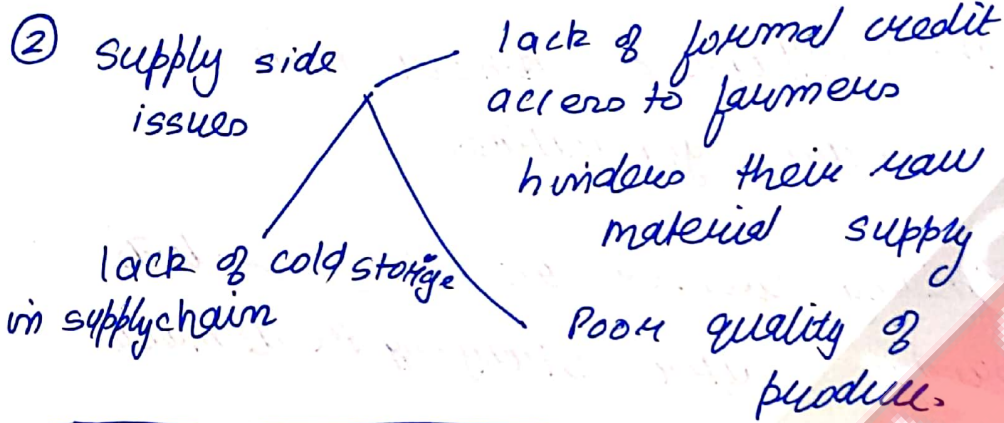 ② Supply side
issues
lack of formal credit
access to farmers
hinders their raw
material supply
lack of cold storage
in supplychain
Poor quality of
produce.